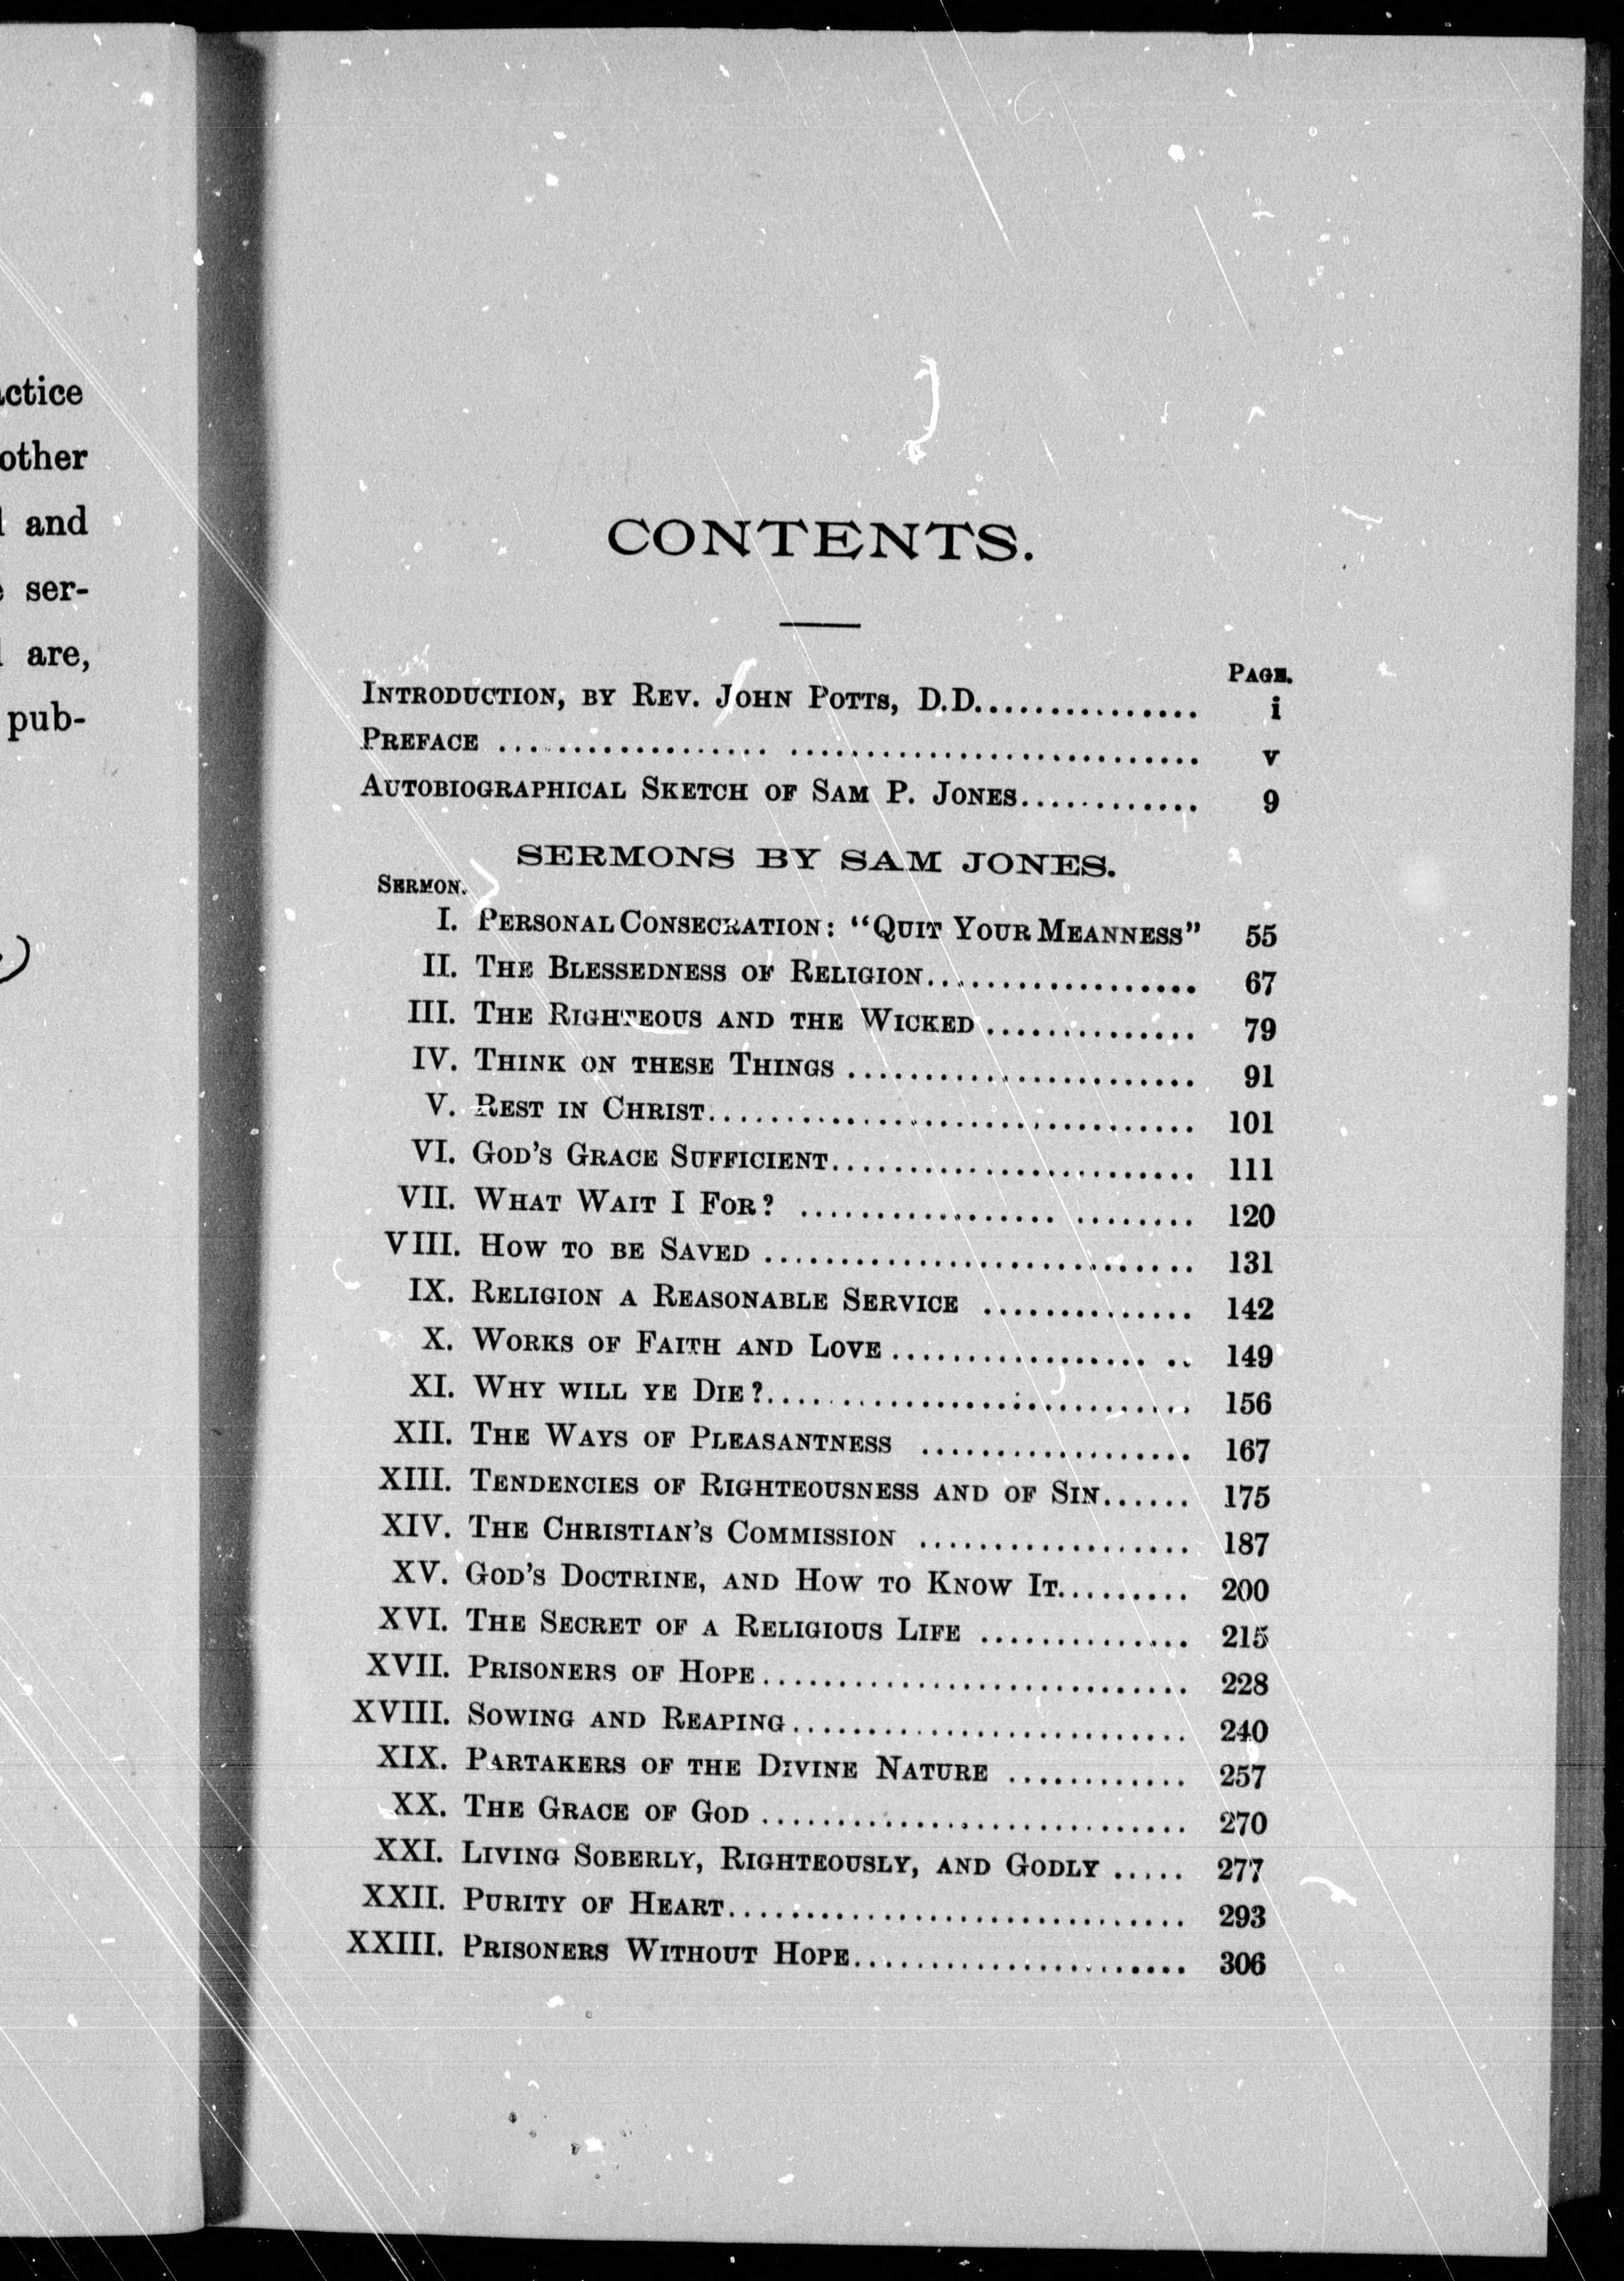 actice
other
and
ser-
are,
pub-
CONTENTS.
PAGE.
INTRODUCTION, BY REV. JOHN POTTS, D.D............... i
PREFACE ............................................. v
AUTOBIOGRAPHICAL SKETCH OF SAM P. JONES............ 9
SERMONS BY SAM JONES.
SERMON.
I. PERSONAL CONSECRATION: “QUIT YOUR MEANNESS” 55
II. THE BLESSEDNESS OF RELIGION.................. 67
III. THE RIGHTEOUS AND THE WICKED .............. 79
IV. THINK ON THESE THINGS ....................... 91
V. REST IN CHRIST................................ 101
VI. GOD'S GRACE SUFFICIENT........................ 111
VII. WHAT WAIT I FOR? ................. ........ 120
VIII. HOW TO BE SAVED ............................ 131
IX. RELIGION A REASONABLE SERVICE .............. 142
X. WORKS OF FAITH AND LOVE ................. .. 149
XI. WHY WILL YE DIE?............................ 156
XII. THE WAYS OF PLEASANTNESS .................. 167
XIII. TENDENCIES OF RIGHTEOUSNESS AND OF SIN...... 175
XIV. THE CHRISTIAN'S COMMISSION .................. 187
XV. GOD'S DOCTRINE, AND HOW TO KNOW IT......... 200
XVI. THE SECRET OF A RELIGIOUS LIFE .............. 215
XVII. PRISONERS OF HOPE............................ 228
XVIII. SOWING AND REAPING.......................... 240
XIX. PARTAKERS OF THE DIVINE NATURE ............ 257
XX. THE GRACE OF GOD ............................ 270
XXI. LIVING SOBERLY, RIGHTEOUSLY, AND GODLY ..... 277
XXII. PURITY OF HEART.............................. 293
XXIII. PRISONERS WITHOUT HOPE...................... 306